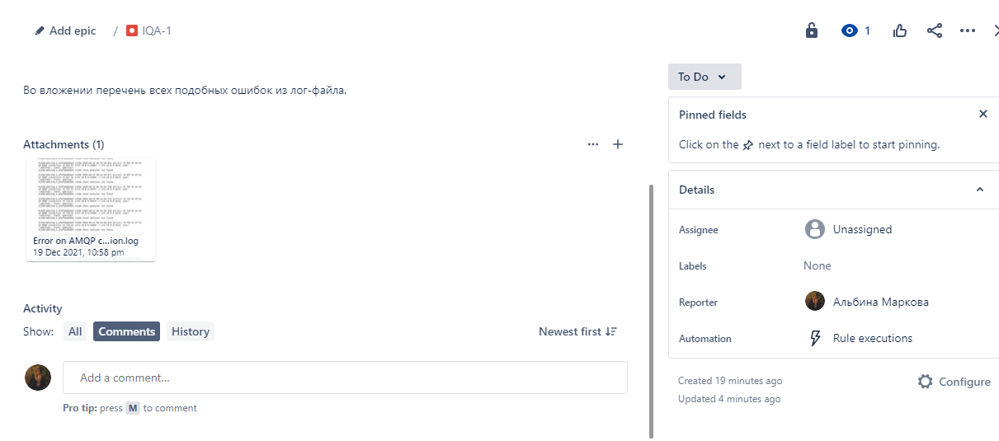 Add epic / IQA-1
1
Во вложении перечень всех подобных ошибок из лог-файла.
Attachments (1)
Error on AMQP c...ion.log
19 Dec 2021, 10:58 pm
Activity
Show: All Comments History
Newest first
Add a comment...
Pro tip: press M to comment
To Do
Pinned fields
Click on the next to a field label to start pinning.
Details
Assignee Unassigned
Labels None
Reporter Альбина Маркова
Automation Rule executions
Created 19 minutes ago
Updated 4 minutes ago
Configure